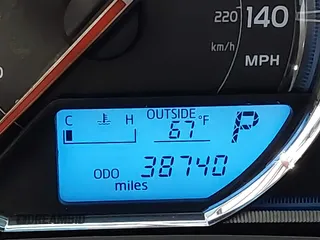 220 140
km/h
MPH
OUTSIDE
C H 67 °F P
ODO 38740
miles